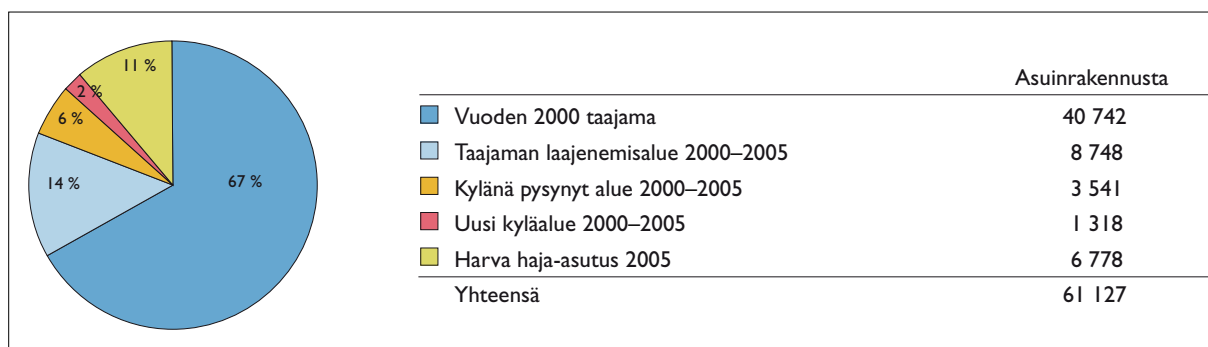 11 %
2 %
6 %
14 %
67 %
Asuinrakennusta
Vuoden 2000 taajama 40 742
Taajaman laajenemisalue 2000–2005 8 748
Kylänä pysynyt alue 2000–2005 3 541
Uusi kyläalue 2000–2005 1 318
Harva haja-asutus 2005 6 778
Yhteensä 61 127